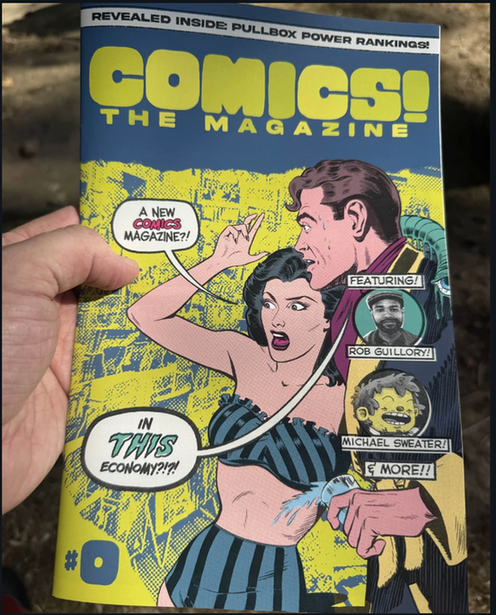 REVEALED INSIDE: PULLBOX POWER RANKINGS!
COMICS!
THE MAGAZINE
A NEW
COMICS
MAGAZINE?!
FEATURING!
ROB GUILLORY!
IN
THIS
ECONOMY?!?!
MICHAEL SWEATER!
& MORE!!
#0